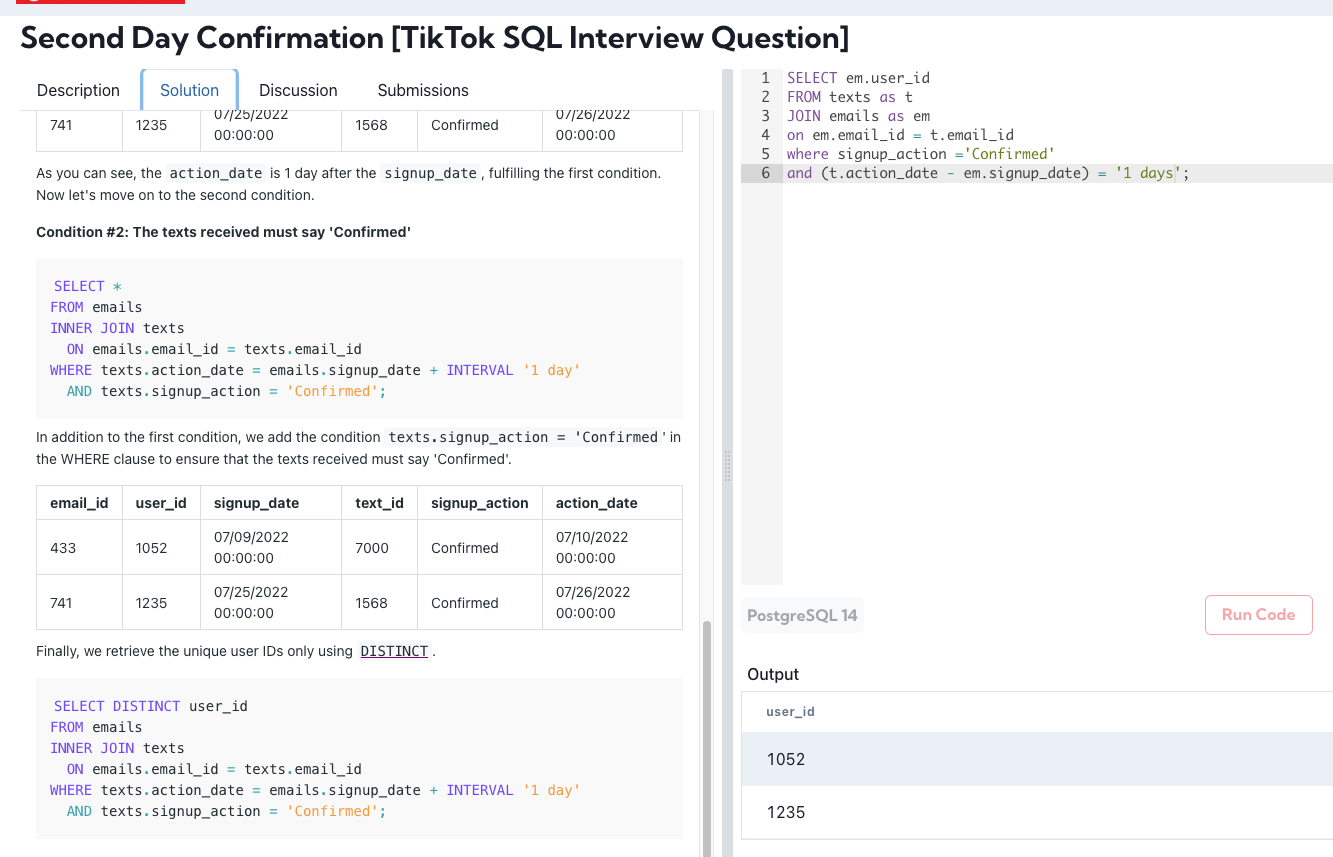 Second Day Confirmation [TikTok SQL Interview Question]
Description Solution Discussion Submissions
741 1235 07/25/2022 00:00:00 1568 Confirmed 07/26/2022 00:00:00
As you can see, the action_date is 1 day after the signup_date, fulfilling the first condition.
Now let's move on to the second condition.
Condition #2: The texts received must say 'Confirmed'
SELECT *
FROM emails
INNER JOIN texts
ON emails.email_id = texts.email_id
WHERE texts.action_date = emails.signup_date + INTERVAL '1 day'
AND texts.signup_action = 'Confirmed';
In addition to the first condition, we add the condition texts.signup_action = 'Confirmed' in
the WHERE clause to ensure that the texts received must say 'Confirmed'.
email_id user_id signup_date text_id signup_action action_date
433 1052 07/09/2022 00:00:00 7000 Confirmed 07/10/2022 00:00:00
741 1235 07/25/2022 00:00:00 1568 Confirmed 07/26/2022 00:00:00
Finally, we retrieve the unique user IDs only using DISTINCT.
SELECT DISTINCT user_id
FROM emails
INNER JOIN texts
ON emails.email_id = texts.email_id
WHERE texts.action_date = emails.signup_date + INTERVAL '1 day'
AND texts.signup_action = 'Confirmed';
1 SELECT em.user_id
2 FROM texts as t
3 JOIN emails as em
4 on em.email_id = t.email_id
5 where signup_action ='Confirmed'
6 and (t.action_date - em.signup_date) = '1 days';
PostgreSQL 14
Run Code
Output
user_id
1052
1235